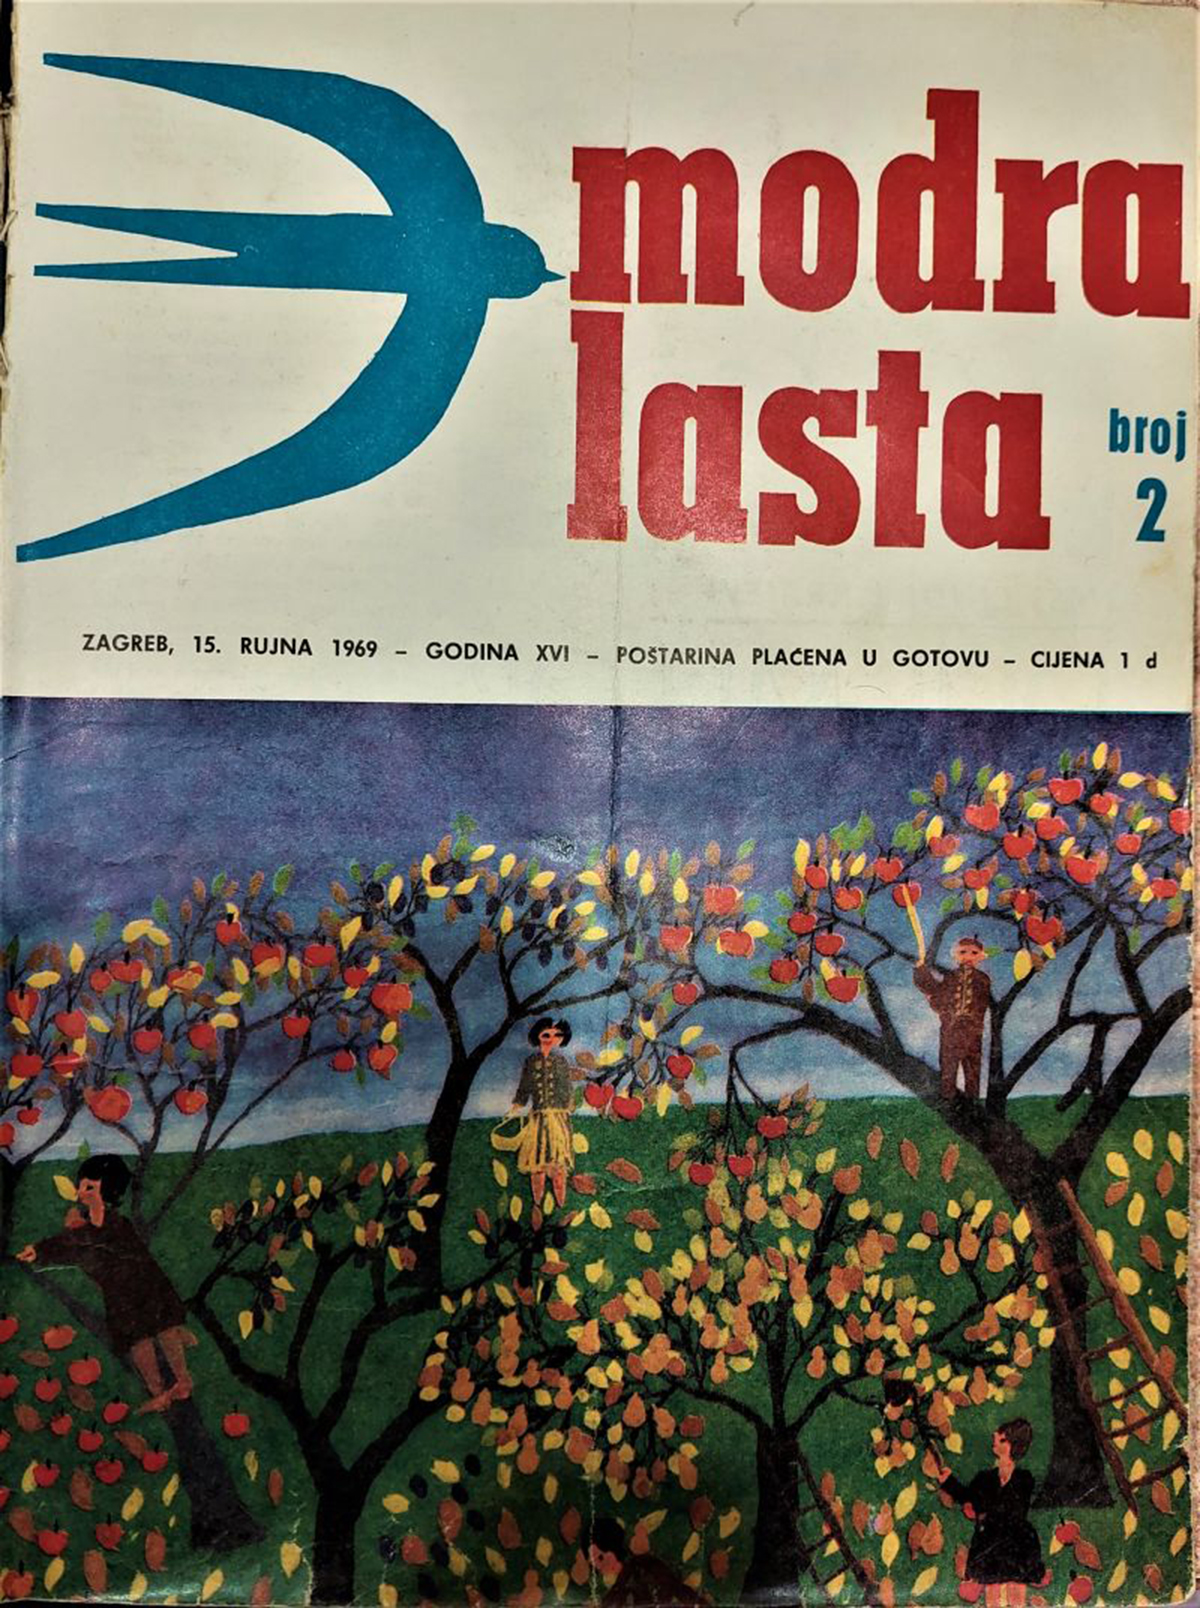 modra
lasta
broj
2
ZAGREB, 15. RUJNA 1969 – GODINA XVI – POŠTARINA PLAĆENA U GOTOVU – CIJENA 1 d